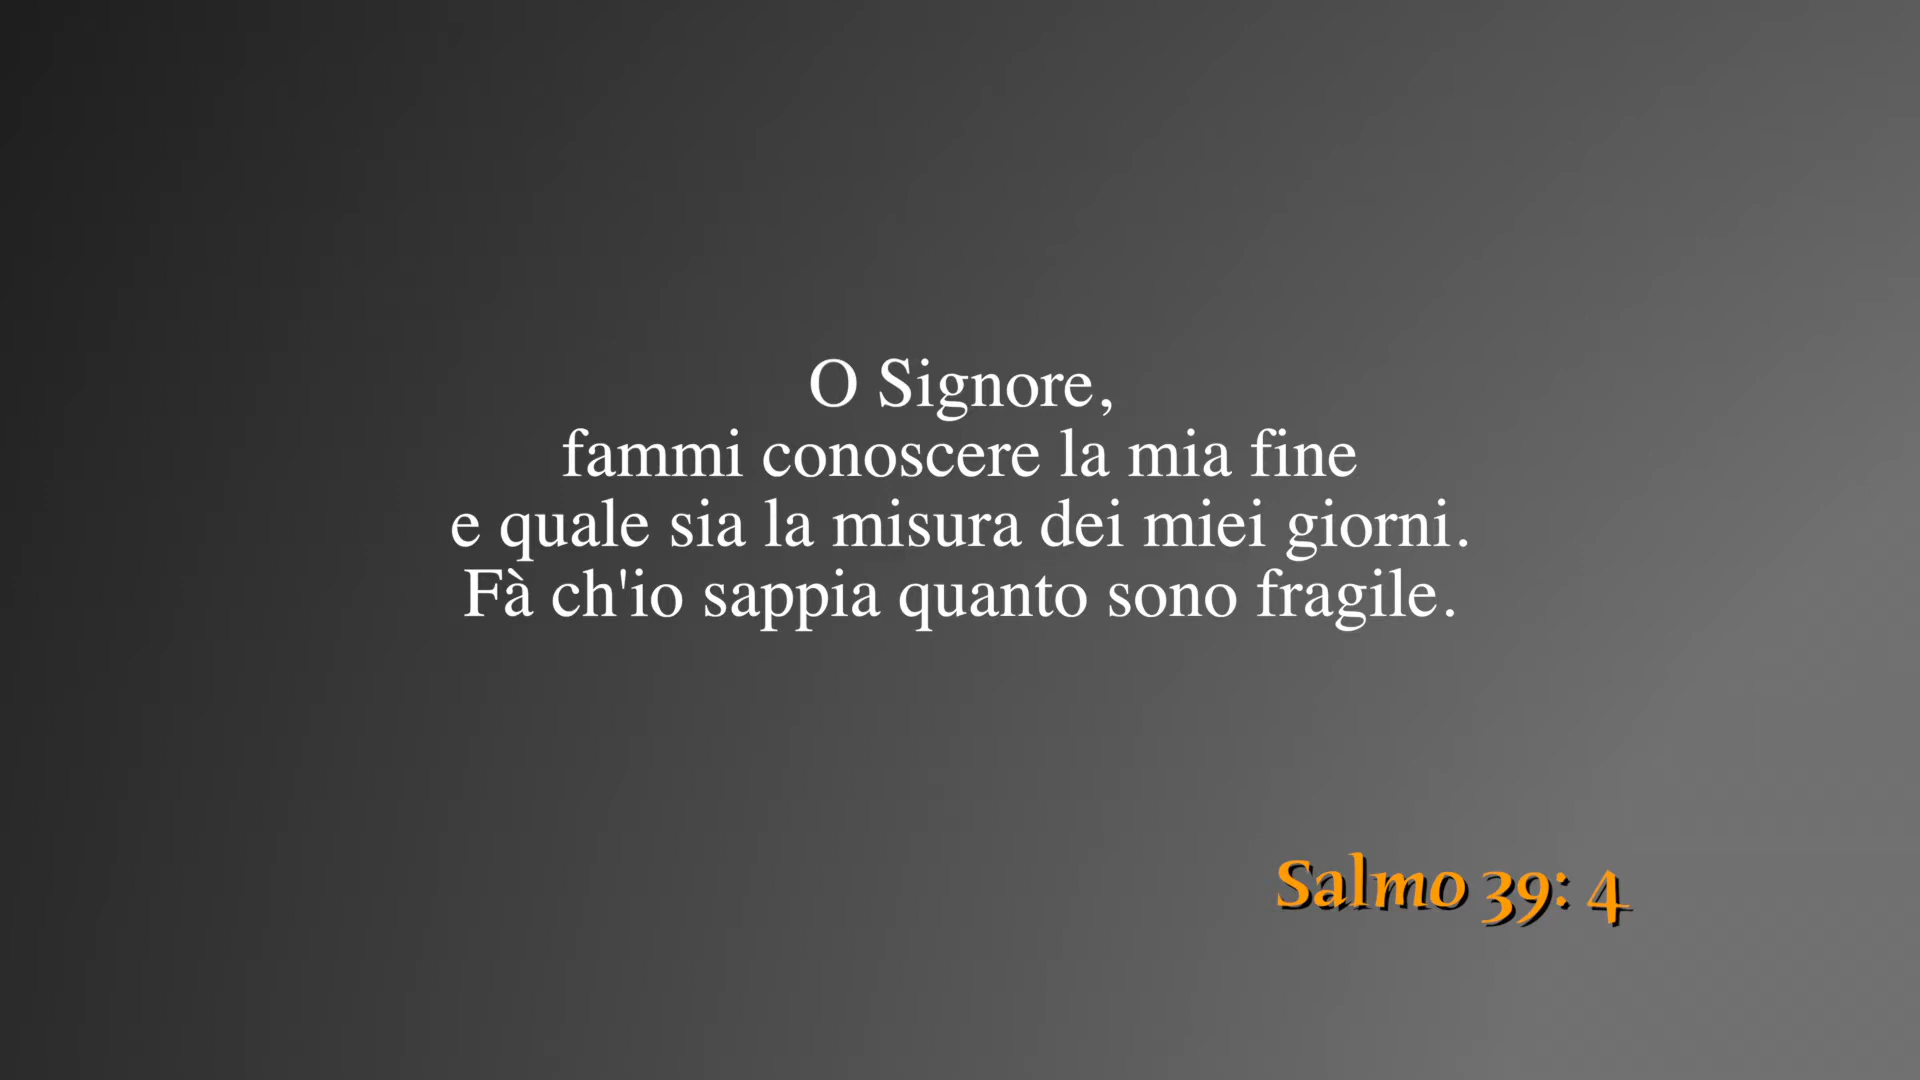 O Signore,
fammi conoscere la mia fine
e quale sia la misura dei miei giorni.
Fà ch'io sappia quanto sono fragile.
Salmo 39: 4